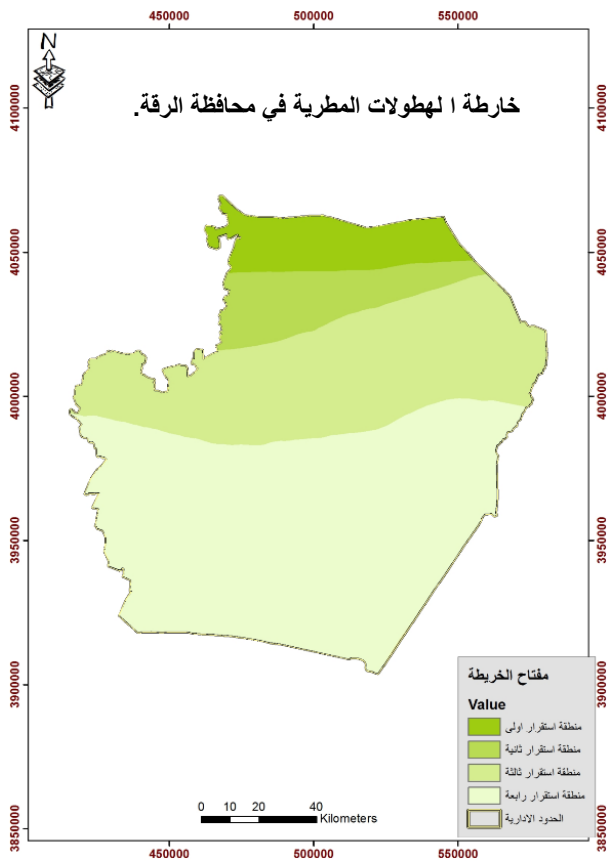 450000 500000 550000
N
خارطة ا لهطولات المطرية في محافظة الرقة.
4100000 4100000
4050000 4050000
4000000 4000000
3950000 3950000
3900000 3900000
3850000 3850000
مفتاح الخريطة
Value
منطقة استقرار اولى
منطقة استقرار ثانية
منطقة استقرار ثالثة
منطقة استقرار رابعة
الحدود الادارية
0 10 20 40
Kilometers
450000 500000 550000